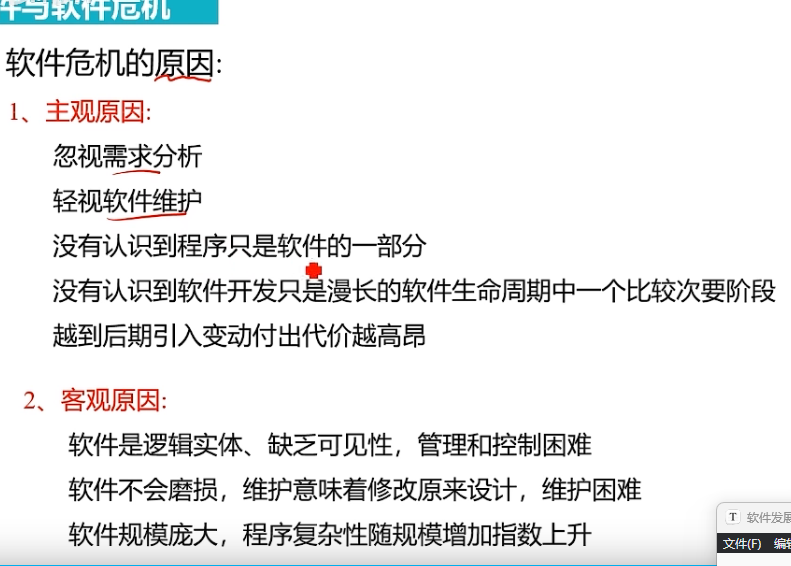 件与软件危机
软件危机的原因:
1、主观原因:
忽视需求分析
轻视软件维护
没有认识到程序只是软件的一部分
没有认识到软件开发只是漫长的软件生命周期中一个比较次要阶段
越到后期引入变动付出代价越高昂
2、客观原因:
软件是逻辑实体、缺乏可见性，管理和控制困难
软件不会磨损，维护意味着修改原来设计，维护困难
软件规模庞大，程序复杂性随规模增加指数上升
T 软件发展
文件(F) 编辑